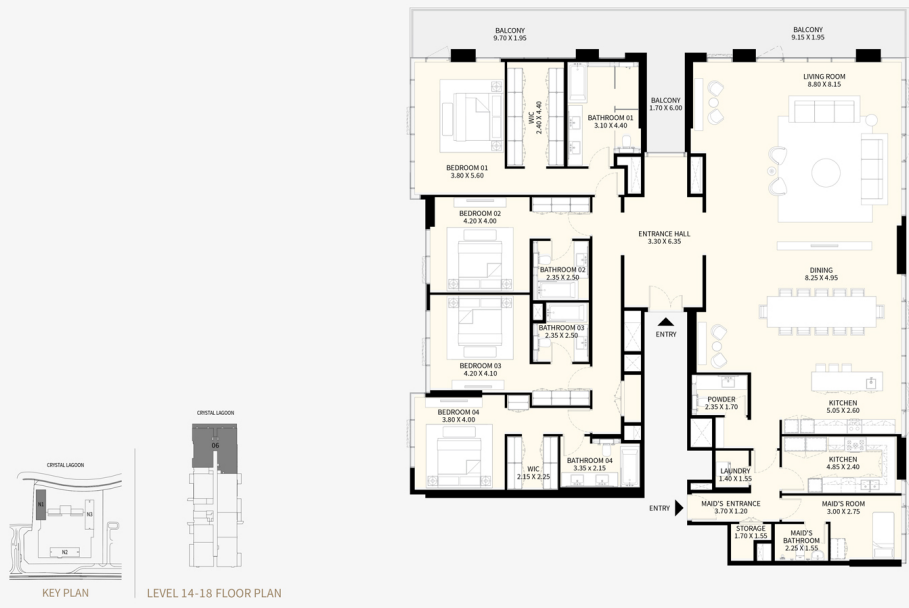 BALCONY
9.70 X 1.95
BALCONY
9.15 X 1.95
LIVING ROOM
8.80 X 8.15
BALCONY
1.70 X 6.00
WIC
2.40 X 4.40
BATHROOM 01
3.10 X 4.40
BEDROOM 01
3.80 X 5.60
BEDROOM 02
4.20 X 4.00
ENTRANCE HALL
3.30 X 6.35
BATHROOM 02
2.35 X 2.50
DINING
8.25 X 4.95
BATHROOM 03
2.35 X 2.50
ENTRY
BEDROOM 03
4.20 X 4.10
POWDER
2.35 X 1.70
KITCHEN
5.05 X 2.60
BEDROOM 04
3.80 X 4.00
WIC
2.15 X 2.25
BATHROOM 04
3.35 X 2.15
KITCHEN
4.85 X 2.40
LAUNDRY
1.40 X 1.55
ENTRY
MAID'S ENTRANCE
3.70 X 1.20
MAID'S ROOM
3.00 X 2.75
STORAGE
1.70 X 1.55
MAID'S
BATHROOM
2.25 X 1.55
CRYSTAL LAGOON
06
CRYSTAL LAGOON
N1
N3
N2
KEY PLAN
LEVEL 14-18 FLOOR PLAN